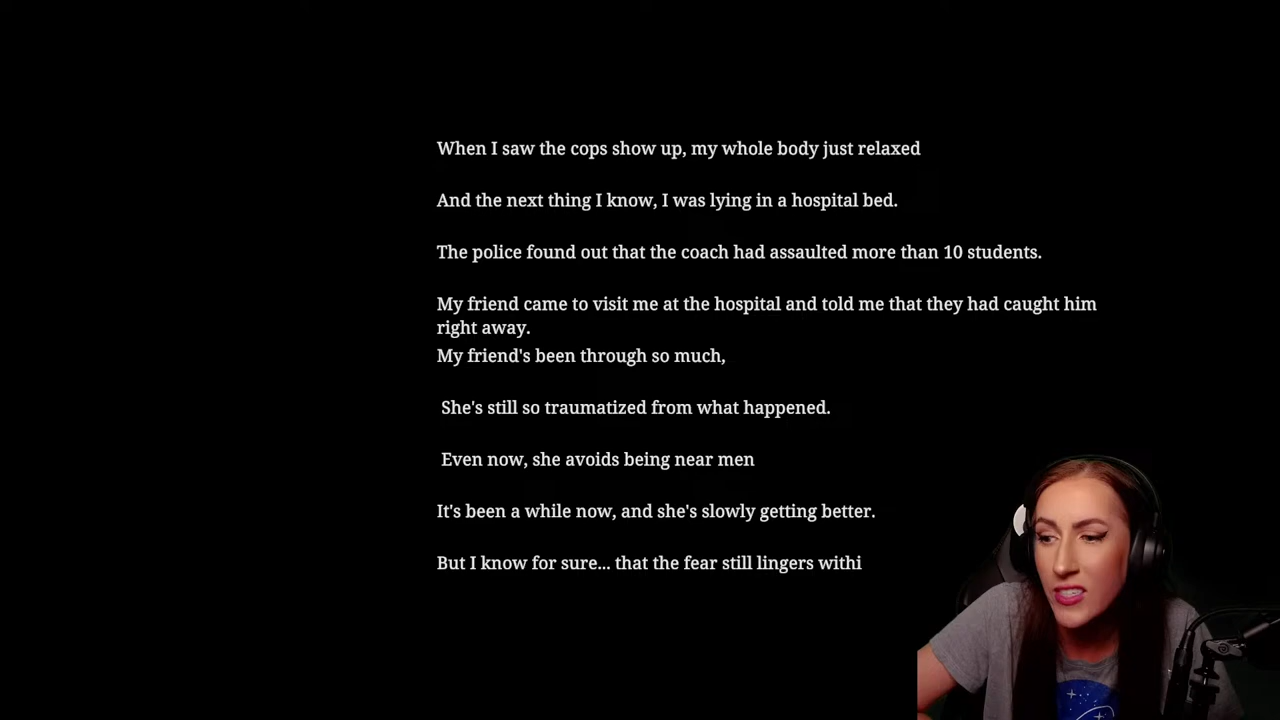 When I saw the cops show up, my whole body just relaxed
And the next thing I know, I was lying in a hospital bed.
The police found out that the coach had assaulted more than 10 students.
My friend came to visit me at the hospital and told me that they had caught him
right away.
My friend's been through so much,
She's still so traumatized from what happened.
Even now, she avoids being near men
It's been a while now, and she's slowly getting better.
But I know for sure... that the fear still lingers withi